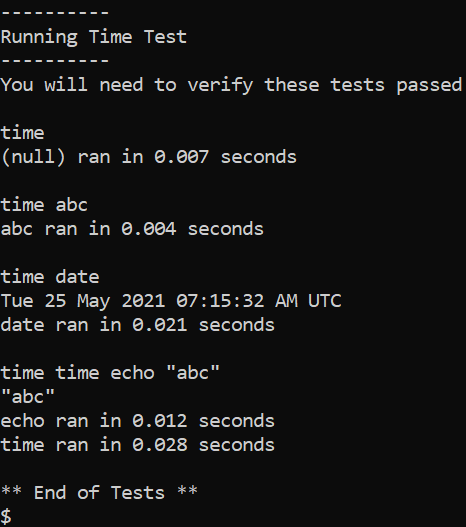 ----------
Running Time Test
----------
You will need to verify these tests passed
time
(null) ran in 0.007 seconds
time abc
abc ran in 0.004 seconds
time date
Tue 25 May 2021 07:15:32 AM UTC
date ran in 0.021 seconds
time time echo "abc"
"abc"
echo ran in 0.012 seconds
time ran in 0.028 seconds
** End of Tests **
$